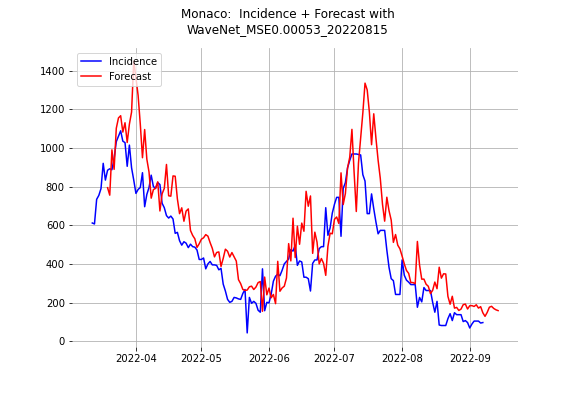 Monaco:  Incidence + Forecast with
WaveNet_MSE0.00053_20220815
Incidence
Forecast
1400
1200
1000
800
600
400
200
0
2022-04 2022-05 2022-06 2022-07 2022-08 2022-09